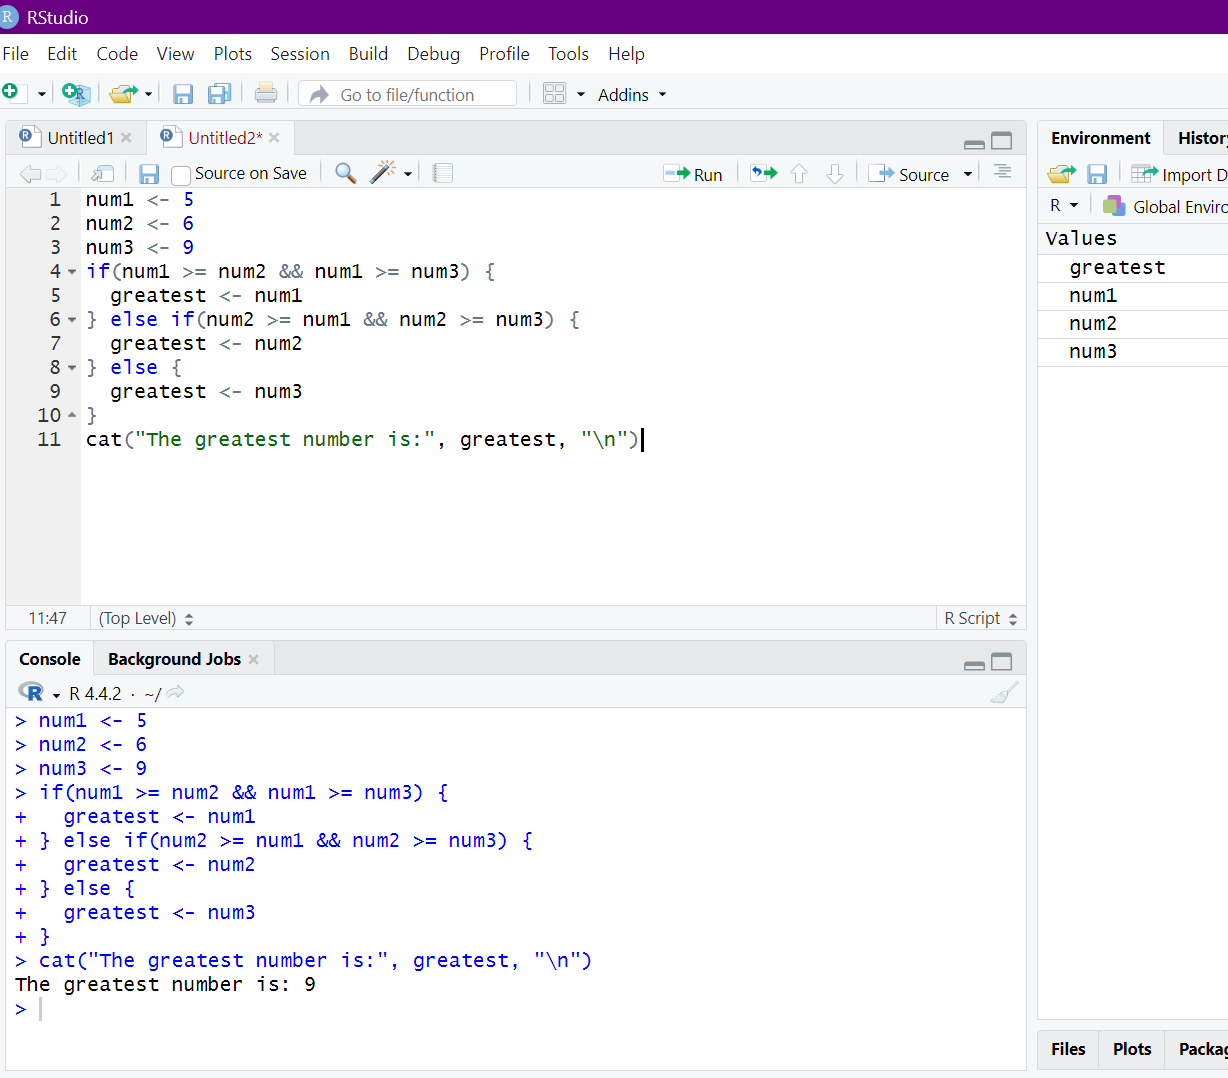 RStudio
File Edit Code View Plots Session Build Debug Profile Tools Help
Go to file/function Addins
Untitled1 Untitled2*
Source on Save Run Source
1 num1 <- 5
2 num2 <- 6
3 num3 <- 9
4 if(num1 >= num2 && num1 >= num3) {
5   greatest <- num1
6 } else if(num2 >= num1 && num2 >= num3) {
7   greatest <- num2
8 } else {
9   greatest <- num3
10 }
11 cat("The greatest number is:", greatest, "\n")
11:47 (Top Level) R Script
Console Background Jobs
R R 4.4.2 · ~/
> num1 <- 5
> num2 <- 6
> num3 <- 9
> if(num1 >= num2 && num1 >= num3) {
+   greatest <- num1
+ } else if(num2 >= num1 && num2 >= num3) {
+   greatest <- num2
+ } else {
+   greatest <- num3
+ }
> cat("The greatest number is:", greatest, "\n")
The greatest number is: 9
>
Environment Histor
Import D
R Global Enviro
Values
greatest
num1
num2
num3
Files Plots Packag